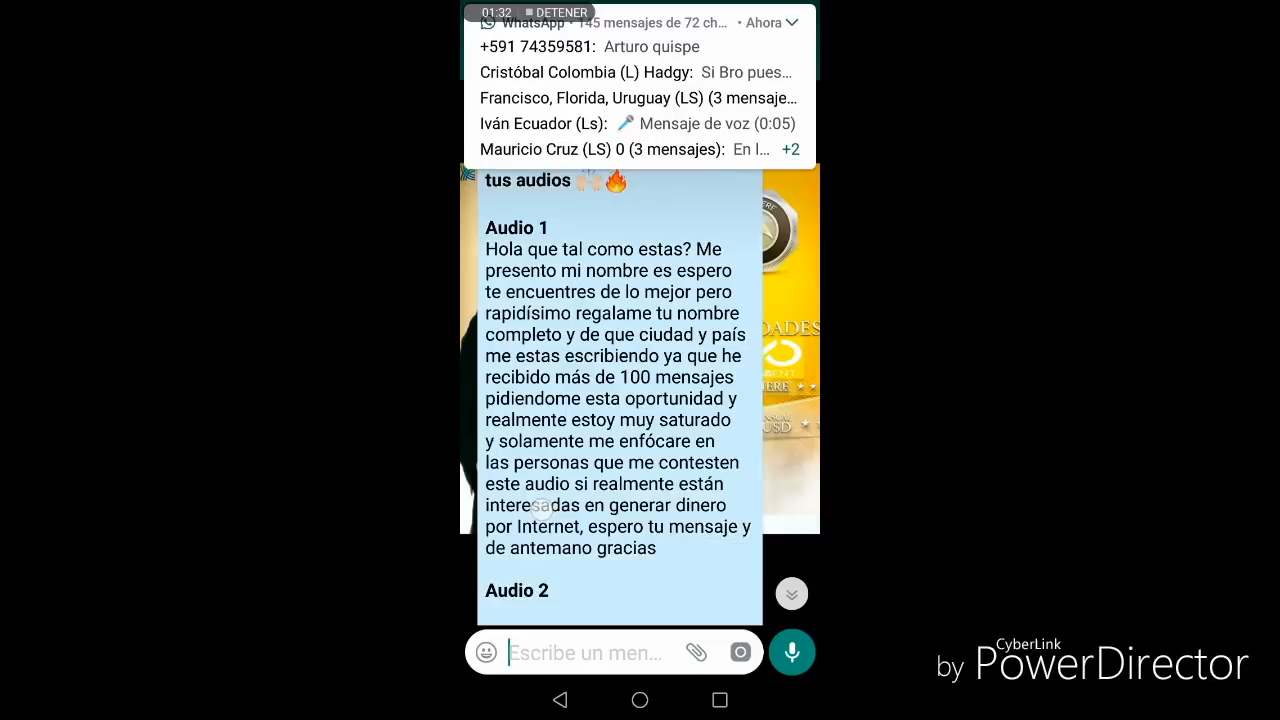 01:32 DETENER
WhatsApp • 145 mensajes de 72 ch... • Ahora
+591 74359581: Arturo quispe
Cristóbal Colombia (L) Hadgy: Si Bro pues...
Francisco, Florida, Uruguay (LS) (3 mensaje...
Iván Ecuador (Ls): 🎤 Mensaje de voz (0:05)
Mauricio Cruz (LS) 0 (3 mensajes): En l... +2
tus audios 🙌🏻🔥
Audio 1
Hola que tal como estas? Me
presento mi nombre es espero
te encuentres de lo mejor pero
rapidísimo regalame tu nombre
completo y de que ciudad y país
me estas escribiendo ya que he
recibido más de 100 mensajes
pidiendome esta oportunidad y
realmente estoy muy saturado
y solamente me enfócare en
las personas que me contesten
este audio si realmente están
interesadas en generar dinero
por Internet, espero tu mensaje y
de antemano gracias
Audio 2
Escribe un men...
DADES
USD
CyberLink
by PowerDirector